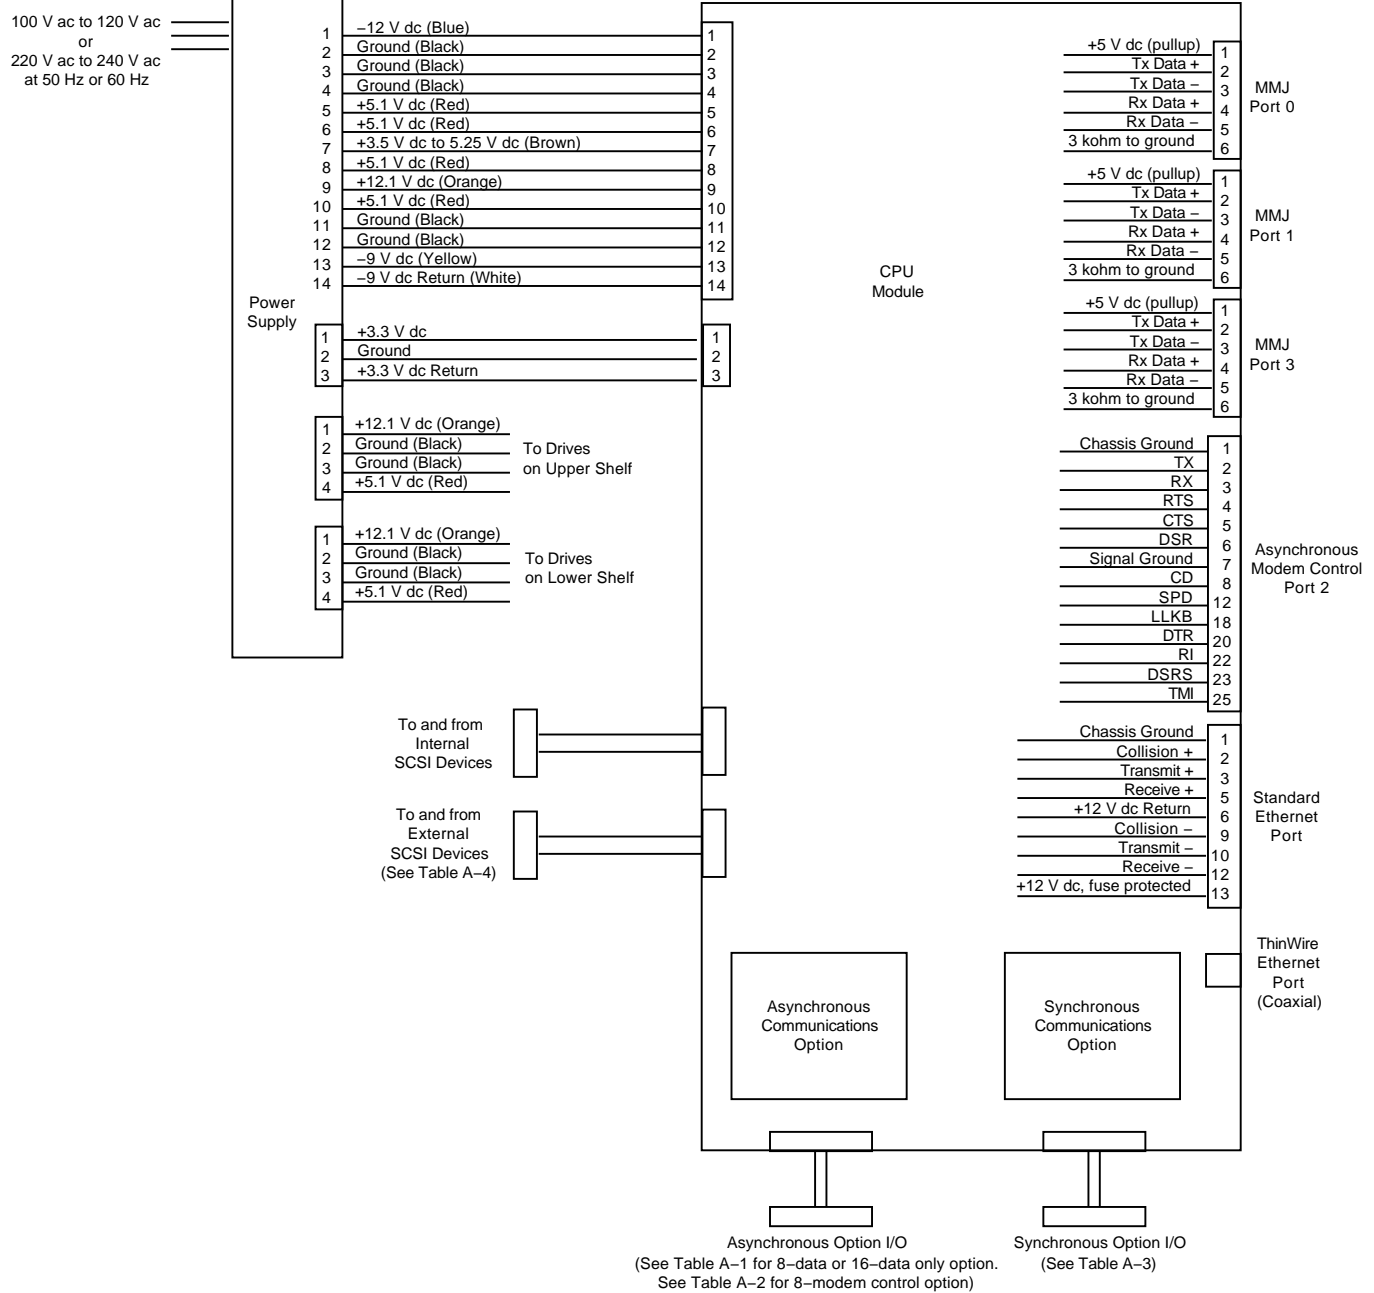 100 V ac to 120 V ac
or
220 V ac to 240 V ac
at 50 Hz or 60 Hz
Power
Supply
1 −12 V dc (Blue) 1
2 Ground (Black) 2
3 Ground (Black) 3
4 Ground (Black) 4
5 +5.1 V dc (Red) 5
6 +5.1 V dc (Red) 6
7 +3.5 V dc to 5.25 V dc (Brown) 7
8 +5.1 V dc (Red) 8
9 +12.1 V dc (Orange) 9
10 +5.1 V dc (Red) 10
11 Ground (Black) 11
12 Ground (Black) 12
13 −9 V dc (Yellow) 13
14 −9 V dc Return (White) 14
1 +3.3 V dc 1
2 Ground 2
3 +3.3 V dc Return 3
1 +12.1 V dc (Orange)
2 Ground (Black)
3 Ground (Black)
4 +5.1 V dc (Red)
To Drives
on Upper Shelf
1 +12.1 V dc (Orange)
2 Ground (Black)
3 Ground (Black)
4 +5.1 V dc (Red)
To Drives
on Lower Shelf
To and from
Internal
SCSI Devices
To and from
External
SCSI Devices
(See Table A−4)
CPU
Module
+5 V dc (pullup) 1
Tx Data + 2
Tx Data − 3
Rx Data + 4
Rx Data − 5
3 kohm to ground 6
MMJ
Port 0
+5 V dc (pullup) 1
Tx Data + 2
Tx Data − 3
Rx Data + 4
Rx Data − 5
3 kohm to ground 6
MMJ
Port 1
+5 V dc (pullup) 1
Tx Data + 2
Tx Data − 3
Rx Data + 4
Rx Data − 5
3 kohm to ground 6
MMJ
Port 3
Chassis Ground 1
TX 2
RX 3
RTS 4
CTS 5
DSR 6
Signal Ground 7
CD 8
SPD 12
LLKB 18
DTR 20
RI 22
DSRS 23
TMI 25
Asynchronous
Modem Control
Port 2
Chassis Ground 1
Collision + 2
Transmit + 3
Receive + 5
+12 V dc Return 6
Collision − 9
Transmit − 10
Receive − 12
+12 V dc, fuse protected 13
Standard
Ethernet
Port
ThinWire
Ethernet
Port
(Coaxial)
Asynchronous
Communications
Option
Synchronous
Communications
Option
Asynchronous Option I/O
(See Table A−1 for 8−data or 16−data only option.
See Table A−2 for 8−modem control option)
Synchronous Option I/O
(See Table A−3)